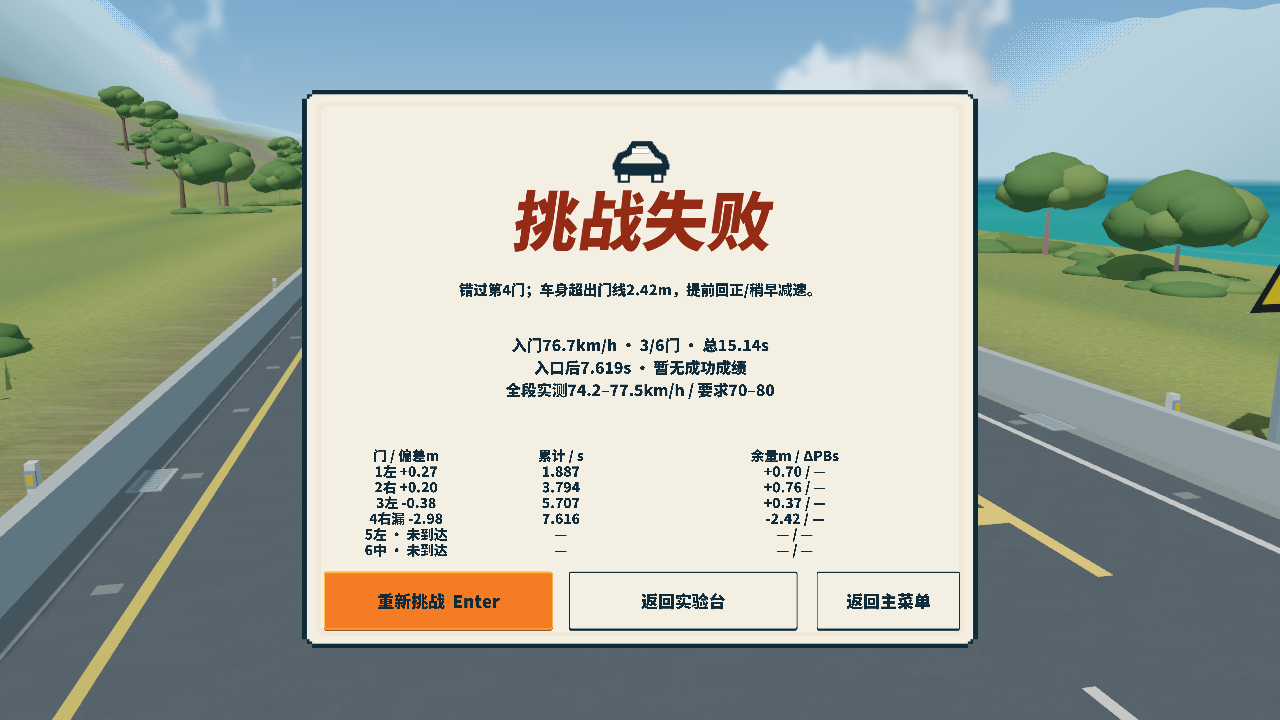 挑战失败
错过第4门；车身超出门线2.42m，提前回正/稍早减速。
入门76.7km/h · 3/6门 · 总15.14s
入口后7.619s · 暂无成功成绩
全段实测74.2–77.5km/h / 要求70–80
门 / 偏差m 累计 / s 余量m / ΔPBs
1左 +0.27 1.887 +0.70 / —
2右 +0.20 3.794 +0.76 / —
3左 -0.38 5.707 +0.37 / —
4右漏 -2.98 7.616 -2.42 / —
5左 · 未到达 — — / —
6中 · 未到达 — — / —
重新挑战 Enter 返回实验台 返回主菜单